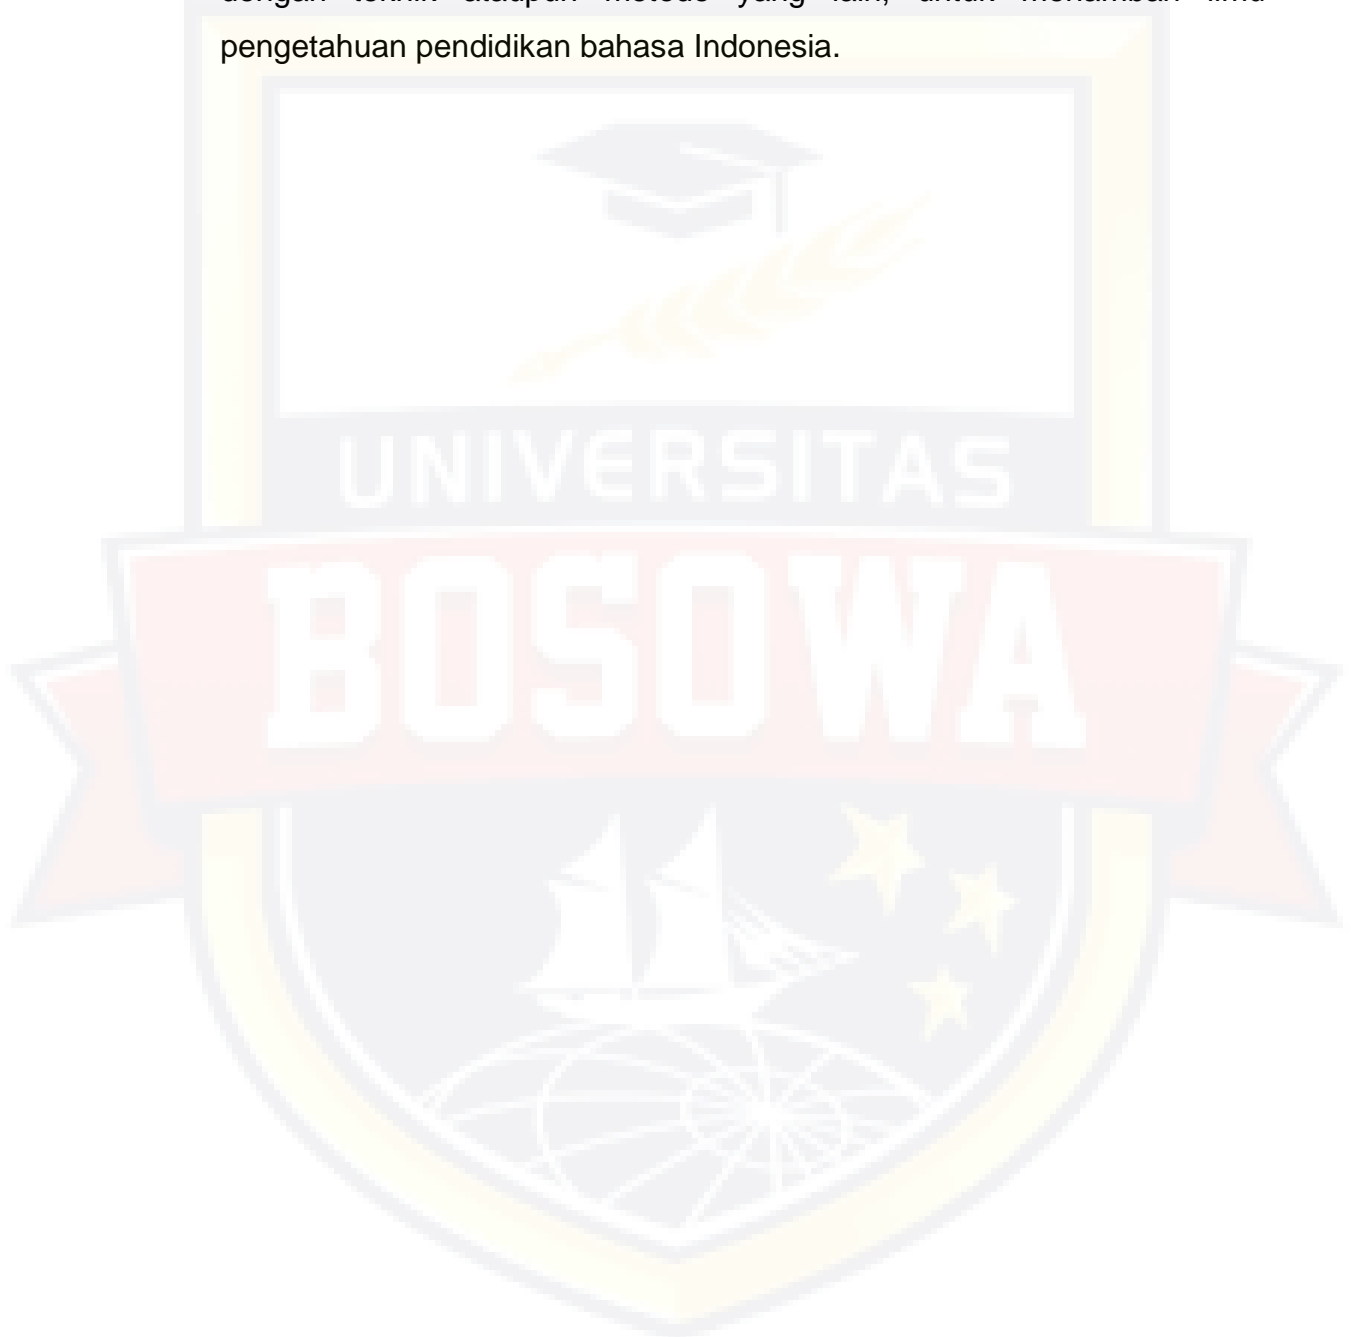 dengan teknik ataupun metode yang lain, untuk menambah ilmu
pengetahuan pendidikan bahasa Indonesia.
UNIVERSITAS
BOSOWA